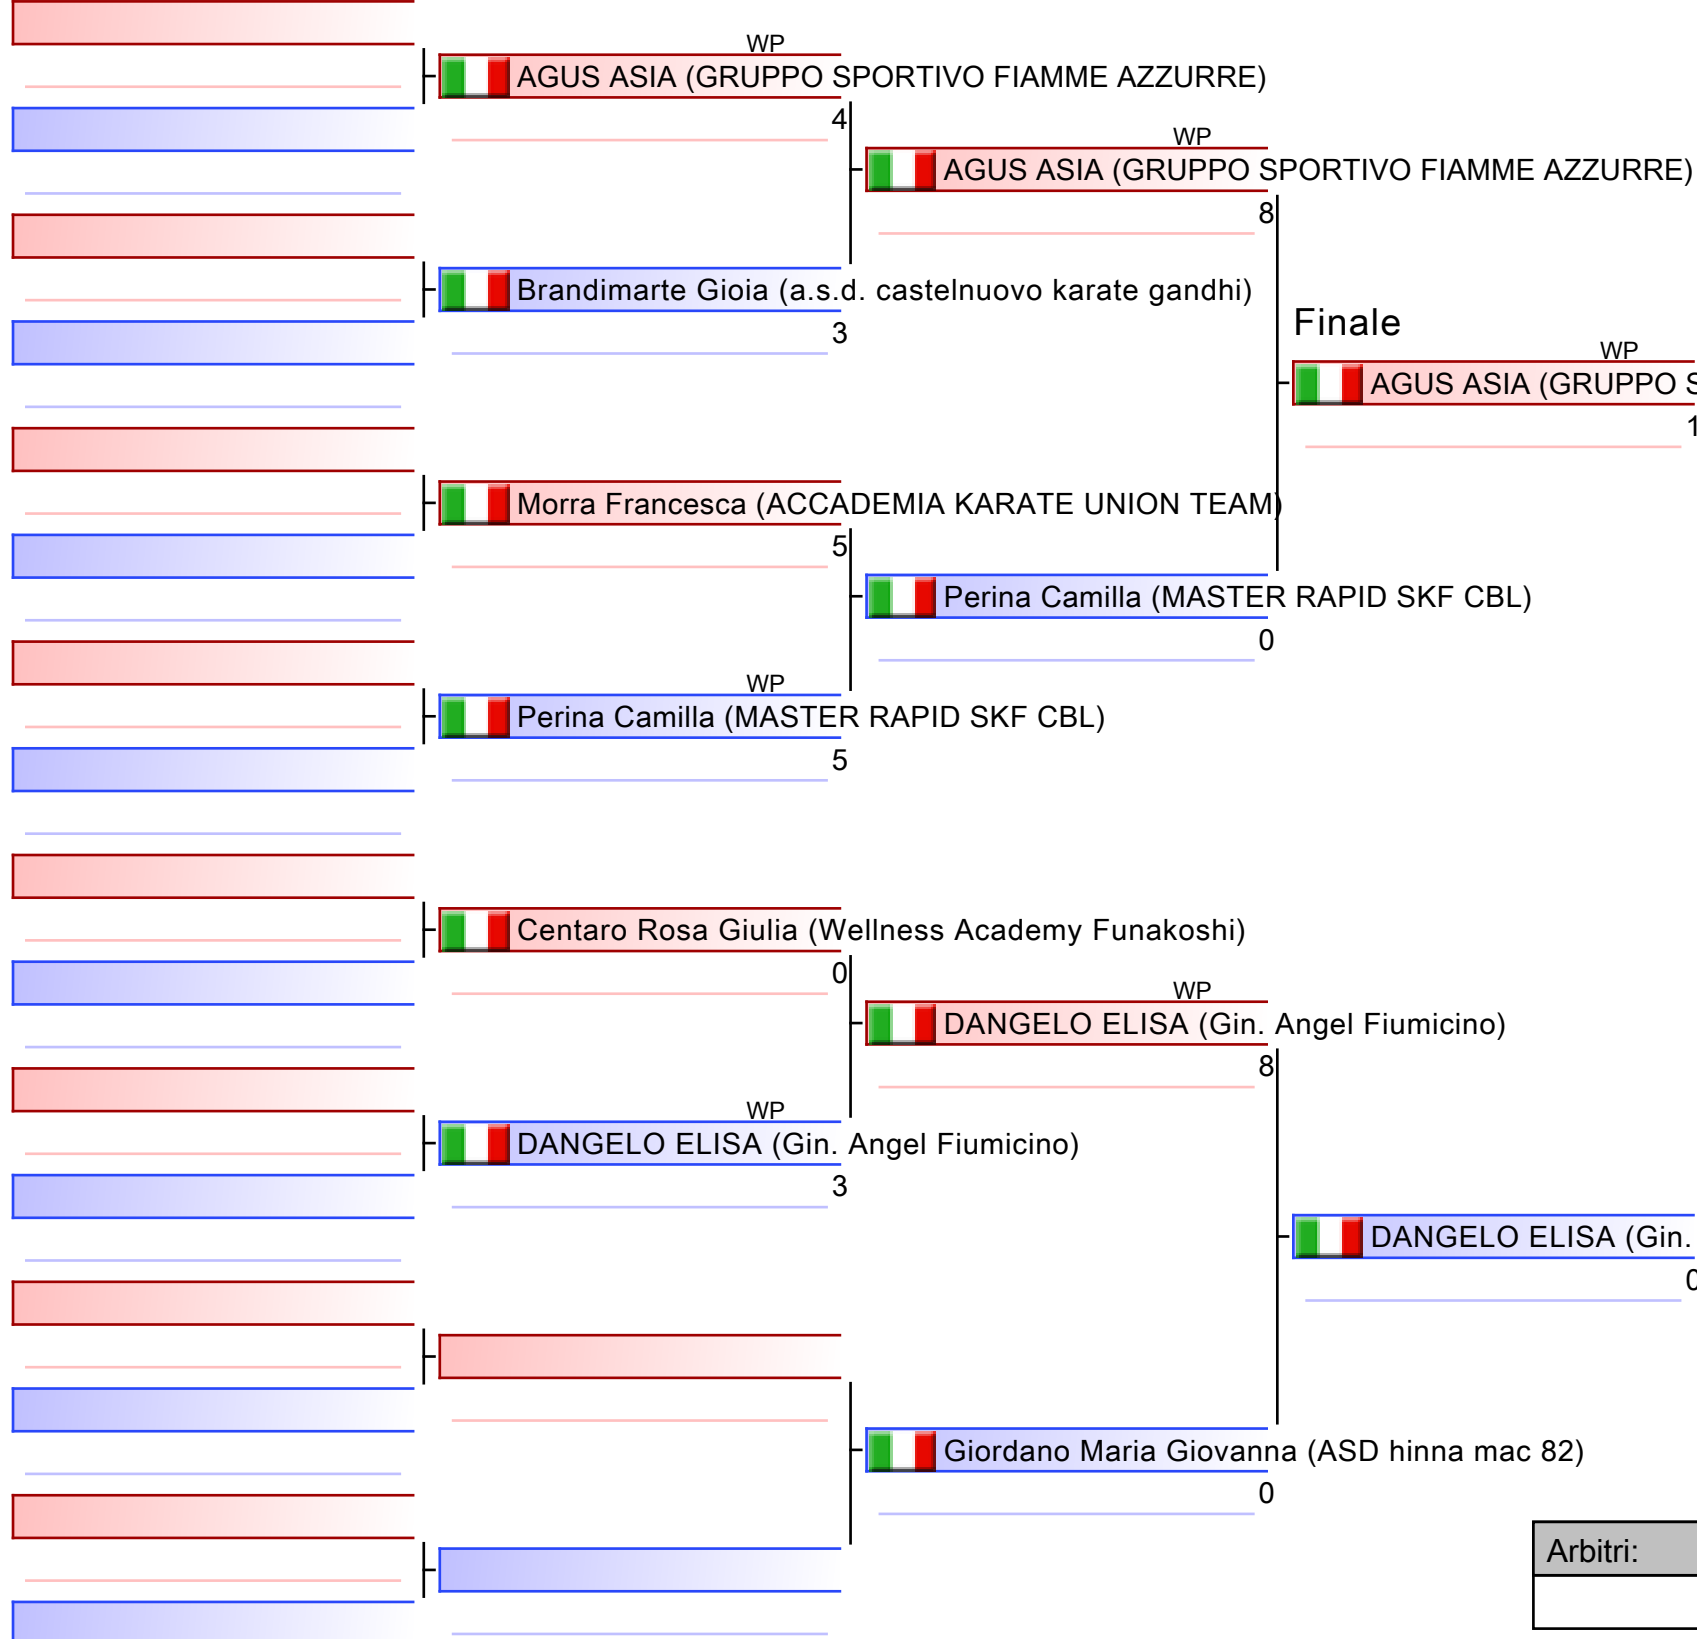 WP
AGUS ASIA (GRUPPO SPORTIVO FIAMME AZZURRE)
4
WP
AGUS ASIA (GRUPPO SPORTIVO FIAMME AZZURRE)
8
Brandimarte Gioia (a.s.d. castelnuovo karate gandhi)
3
Finale
WP
AGUS ASIA (GRUPPO S
1
Morra Francesca (ACCADEMIA KARATE UNION TEAM)
5
Perina Camilla (MASTER RAPID SKF CBL)
0
WP
Perina Camilla (MASTER RAPID SKF CBL)
5
Centaro Rosa Giulia (Wellness Academy Funakoshi)
0
WP
DANGELO ELISA (Gin. Angel Fiumicino)
8
WP
DANGELO ELISA (Gin. Angel Fiumicino)
3
DANGELO ELISA (Gin.
0
Giordano Maria Giovanna (ASD hinna mac 82)
0
Arbitri: